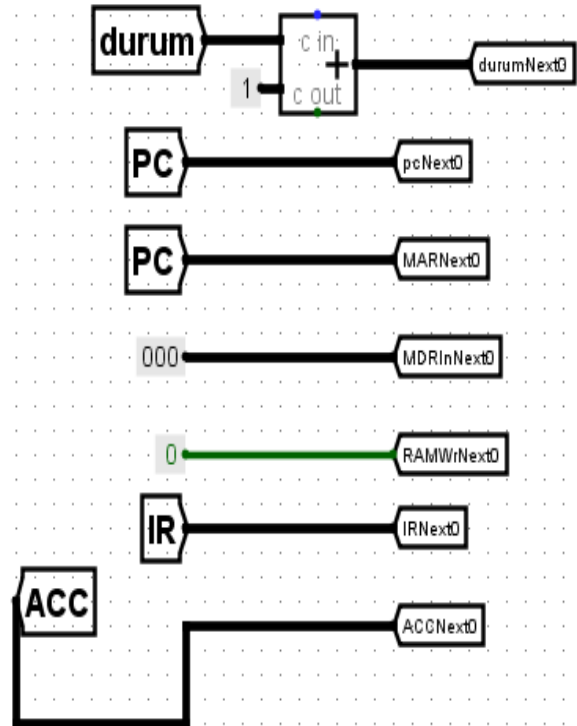 durum
c in
+
durumNext0
1
c out
PC
pcNext0
PC
MARNext0
000
MDRInNext0
0
RAMWrNext0
IR
IRNext0
ACC
ACCNext0